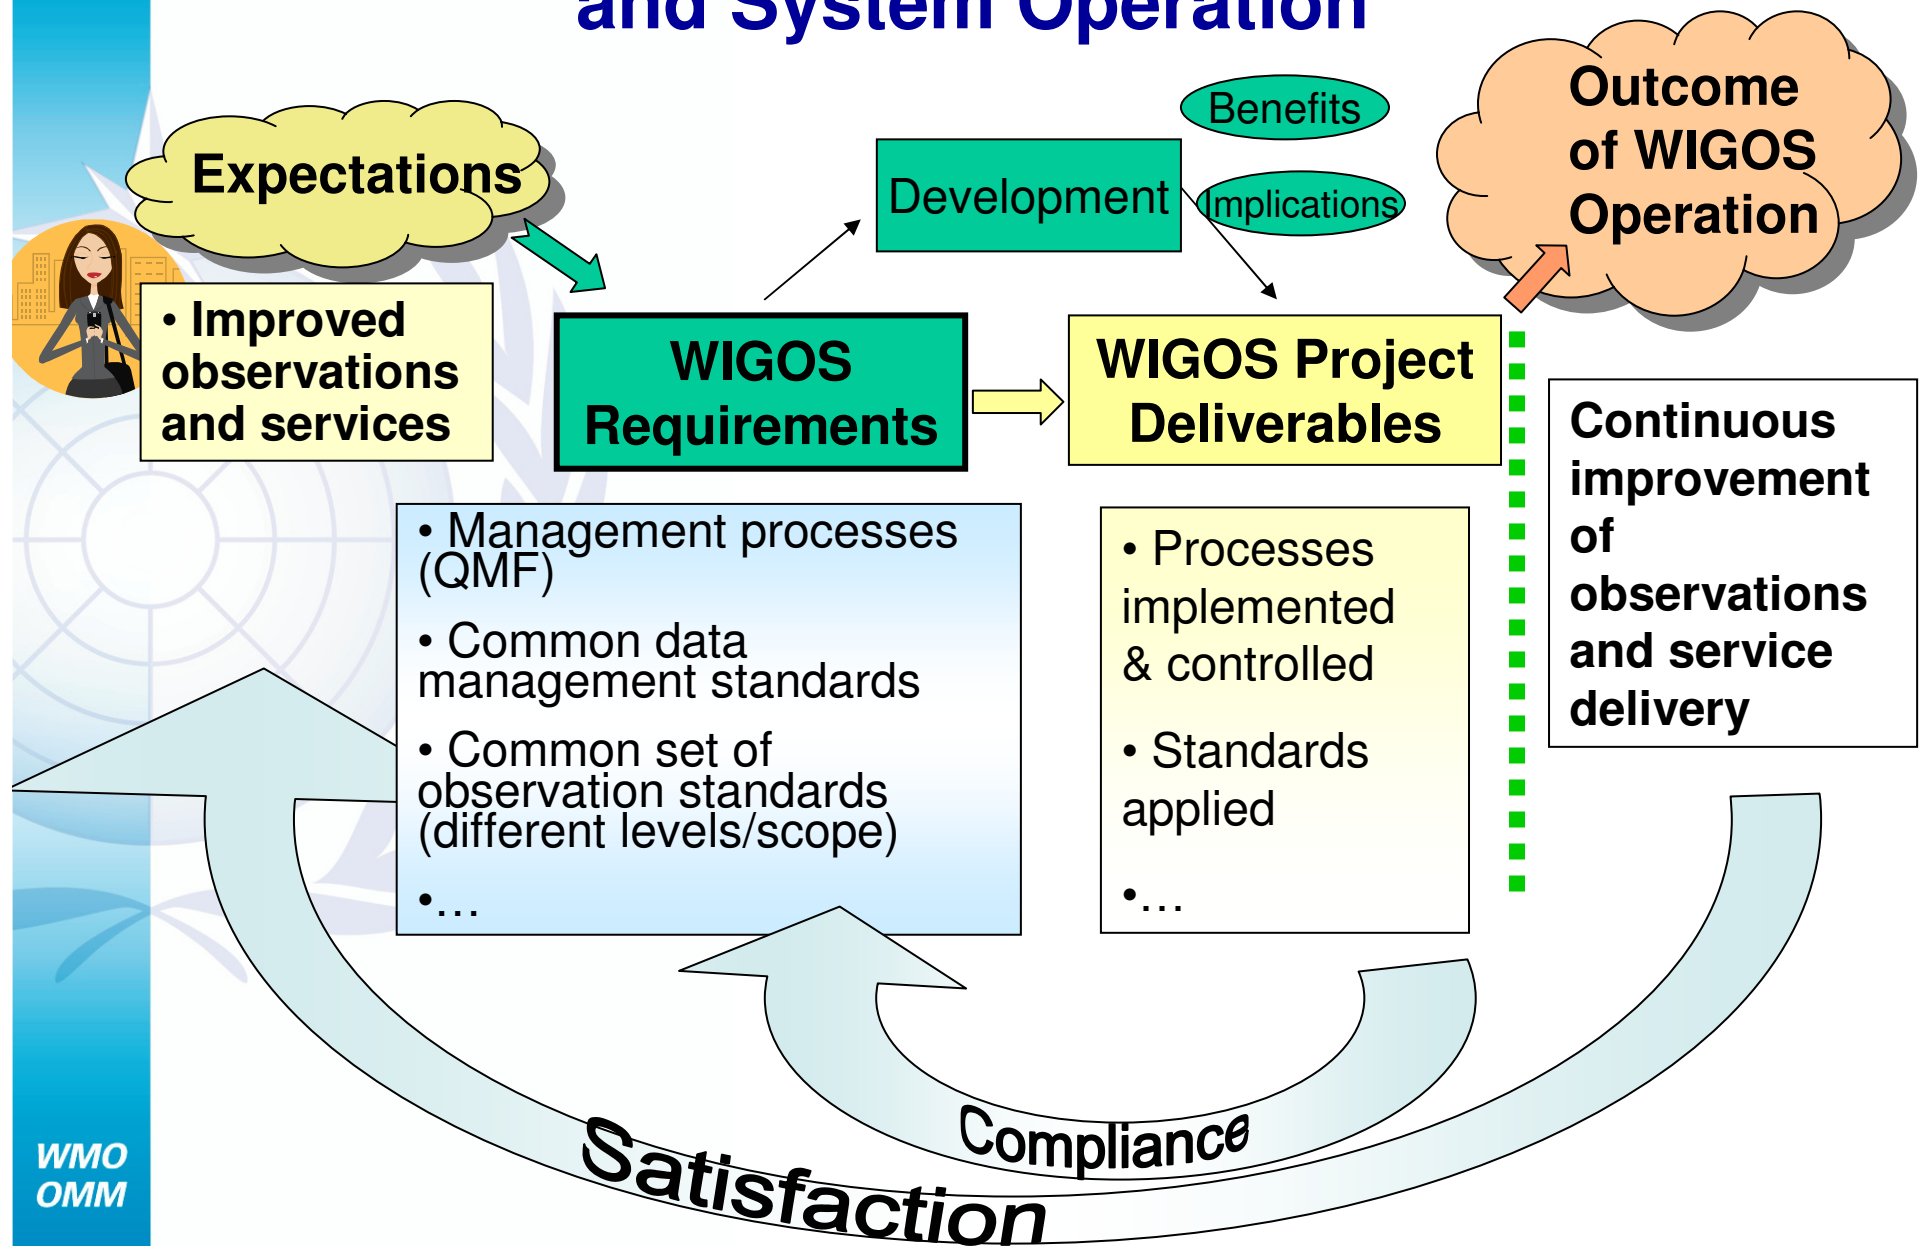 and System Operation
Expectations
• Improved
observations
and services
Development
Benefits
Implications
Outcome
of WIGOS
Operation
WIGOS
Requirements
WIGOS Project
Deliverables
• Management processes
(QMF)
• Common data
management standards
• Common set of
observation standards
(different levels/scope)
•…
• Processes
implemented
& controlled
• Standards
applied
•…
Continuous
improvement
of
observations
and service
delivery
Compliance
Satisfaction
WMO
OMM